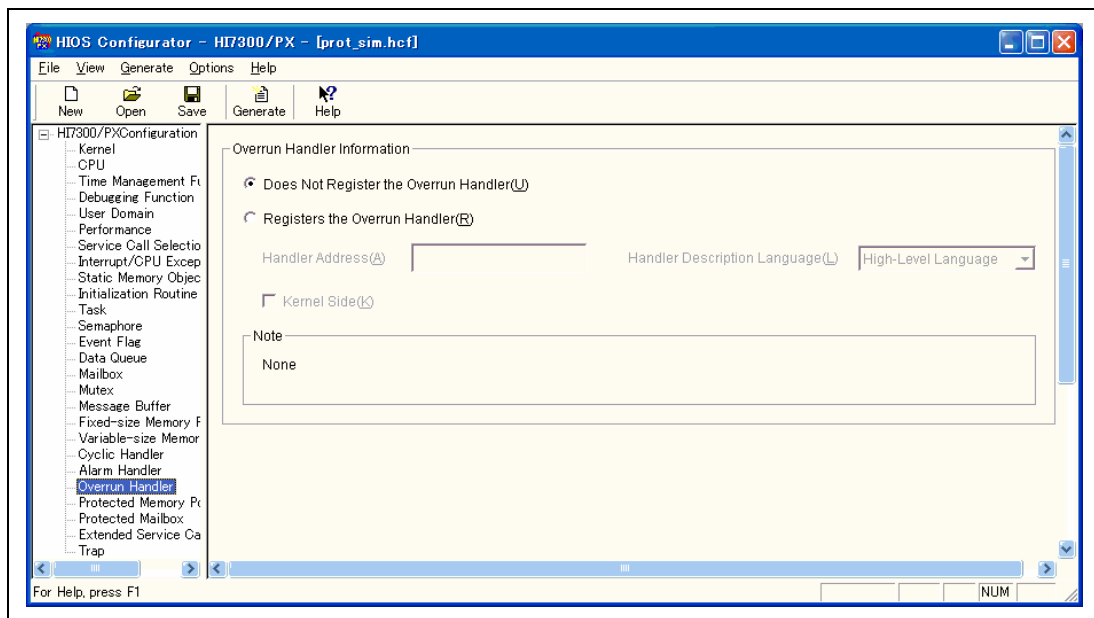 HIOS Configurator - HI7300/PX - [prot_sim.hcf]
File View Generate Options Help
New Open Save Generate Help
HI7300/PXConfiguration
Kernel
CPU
Time Management Fu
Debugging Function
User Domain
Performance
Service Call Selectio
Interrupt/CPU Excep
Static Memory Objec
Initialization Routine
Task
Semaphore
Event Flag
Data Queue
Mailbox
Mutex
Message Buffer
Fixed-size Memory P
Variable-size Memor
Cyclic Handler
Alarm Handler
Overrun Handler
Protected Memory Po
Protected Mailbox
Extended Service Ca
Trap
Overrun Handler Information
Does Not Register the Overrun Handler(U)
Registers the Overrun Handler(R)
Handler Address(A) Handler Description Language(L) High-Level Language
Kernel Side(K)
Note
None
For Help, press F1 NUM